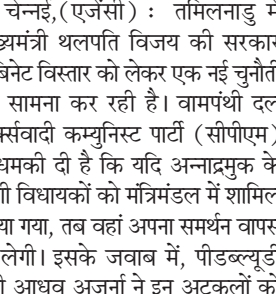 चेन्नई,(एजेंसी) : तमिलनाडु में
ख्यमंत्री थलपति विजय की सरकार
बिनेट विस्तार को लेकर एक नई चुनौती
सामना कर रही है। वामपंथी दल
र्क्सवादी कम्युनिस्ट पार्टी (सीपीएम)
धमकी दी है कि यदि अन्नाद्रमुक के
गी विधायकों को मंत्रिमंडल में शामिल
या गया, तब वहां अपना समर्थन वापस
लेगी। इसके जवाब में, पीडब्ल्यूडी
आधव अर्जुना ने इन अटकलों को